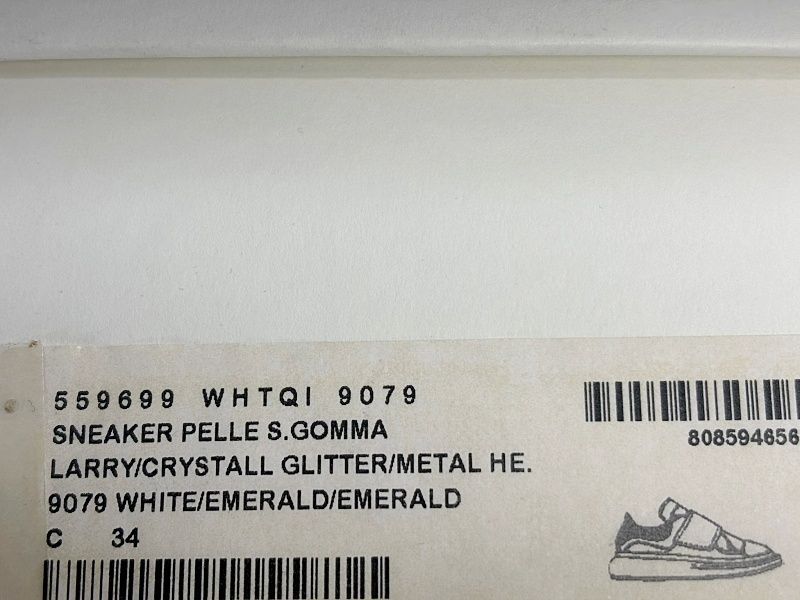 559699 WHTQI 9079
SNEAKER PELLE S.GOMMA
LARRY/CRYSTALL GLITTER/METAL HE.
9079 WHITE/EMERALD/EMERALD
C 34
808594656